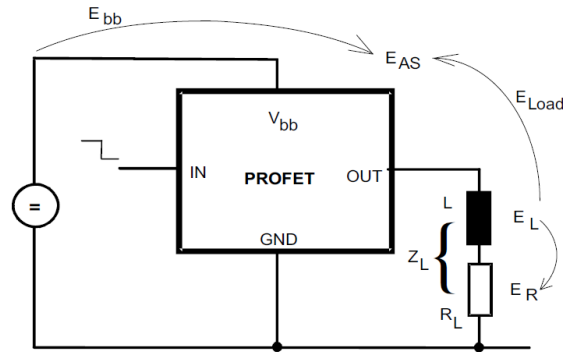 E bb
E AS
E Load
V bb
IN
PROFET
OUT
L
E L
GND
Z L
{
E R
R L
=